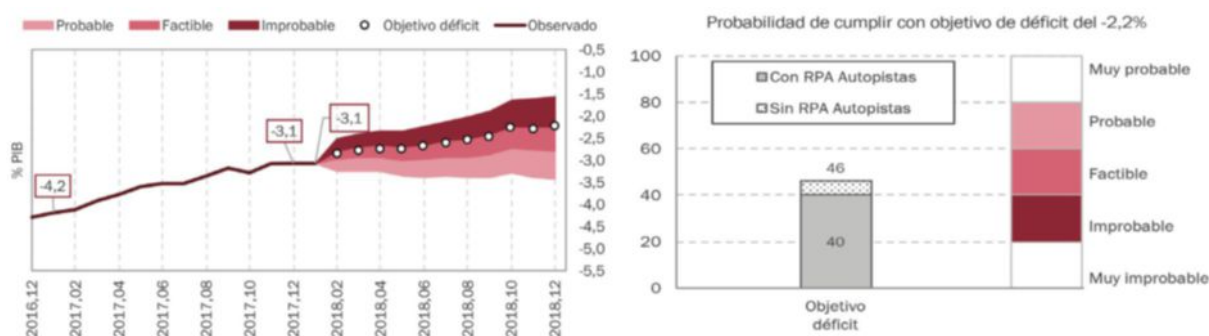 Probable Factible Improbable Objetivo déficit Observado
% PIB
-0,5
-1,0
-1,5
-2,0
-2,5
-3,0
-3,5
-4,0
-4,5
-5,0
-5,5
-4,2
-3,1
-3,1
2016,12
2017,02
2017,04
2017,06
2017,08
2017,10
2017,12
2018,02
2018,04
2018,06
2018,08
2018,10
2018,12
Probabilidad de cumplir con objetivo de déficit del -2,2%
100
80
60
40
20
0
Con RPA Autopistas
Sin RPA Autopistas
46
40
Objetivo
déficit
Muy probable
Probable
Factible
Improbable
Muy improbable